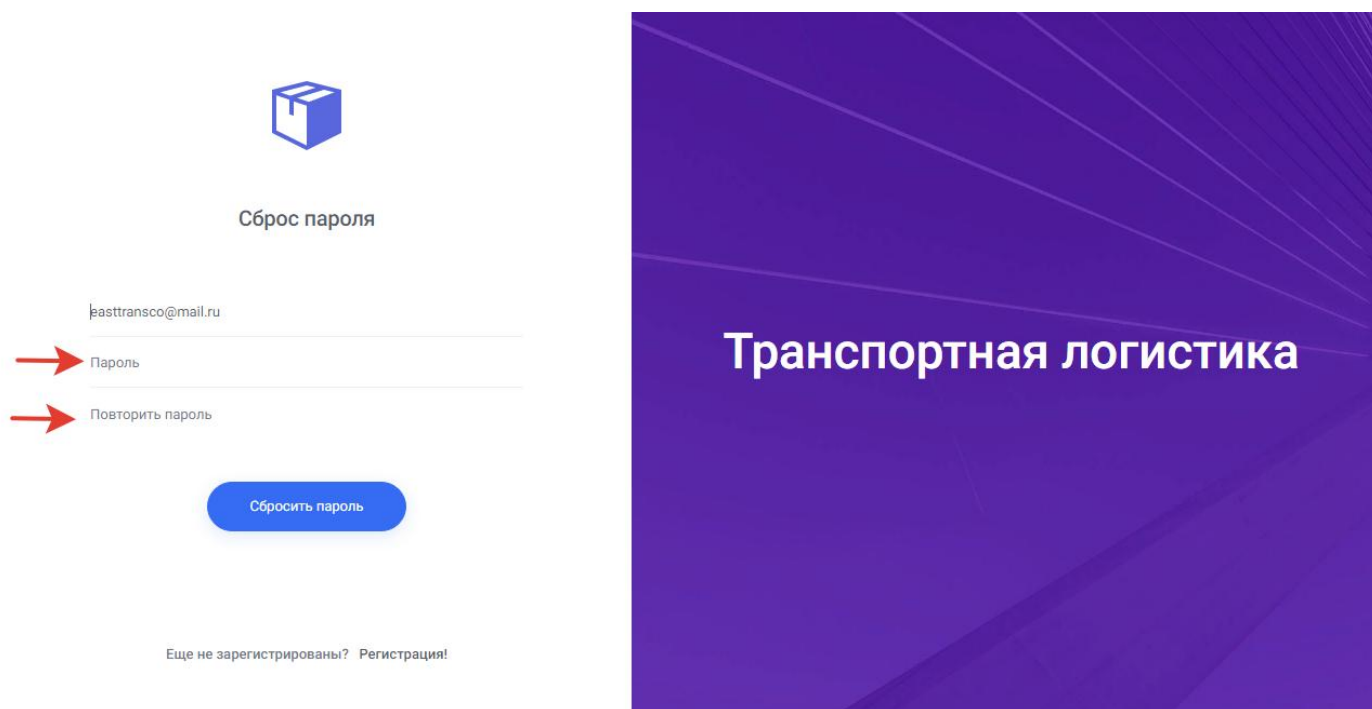 Сброс пароля
easttransco@mail.ru
Пароль
Повторить пароль
Сбросить пароль
Еще не зарегистрированы? Регистрация!
Транспортная логистика